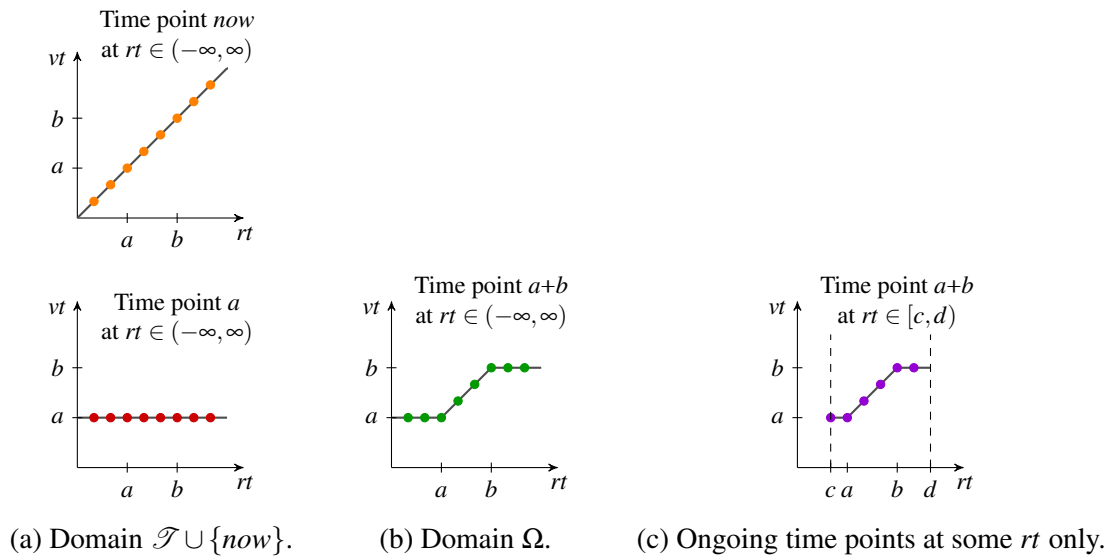 Time point now
at rt ∈ (−∞, ∞)
vt
b
a
a b rt
Time point a
at rt ∈ (−∞, ∞)
vt
b
a
a b rt
(a) Domain 𝒯 ∪ {now}.
Time point a+b
at rt ∈ (−∞, ∞)
vt
b
a
a b rt
(b) Domain Ω.
Time point a+b
at rt ∈ [c, d)
vt
b
a
c a b d rt
(c) Ongoing time points at some rt only.